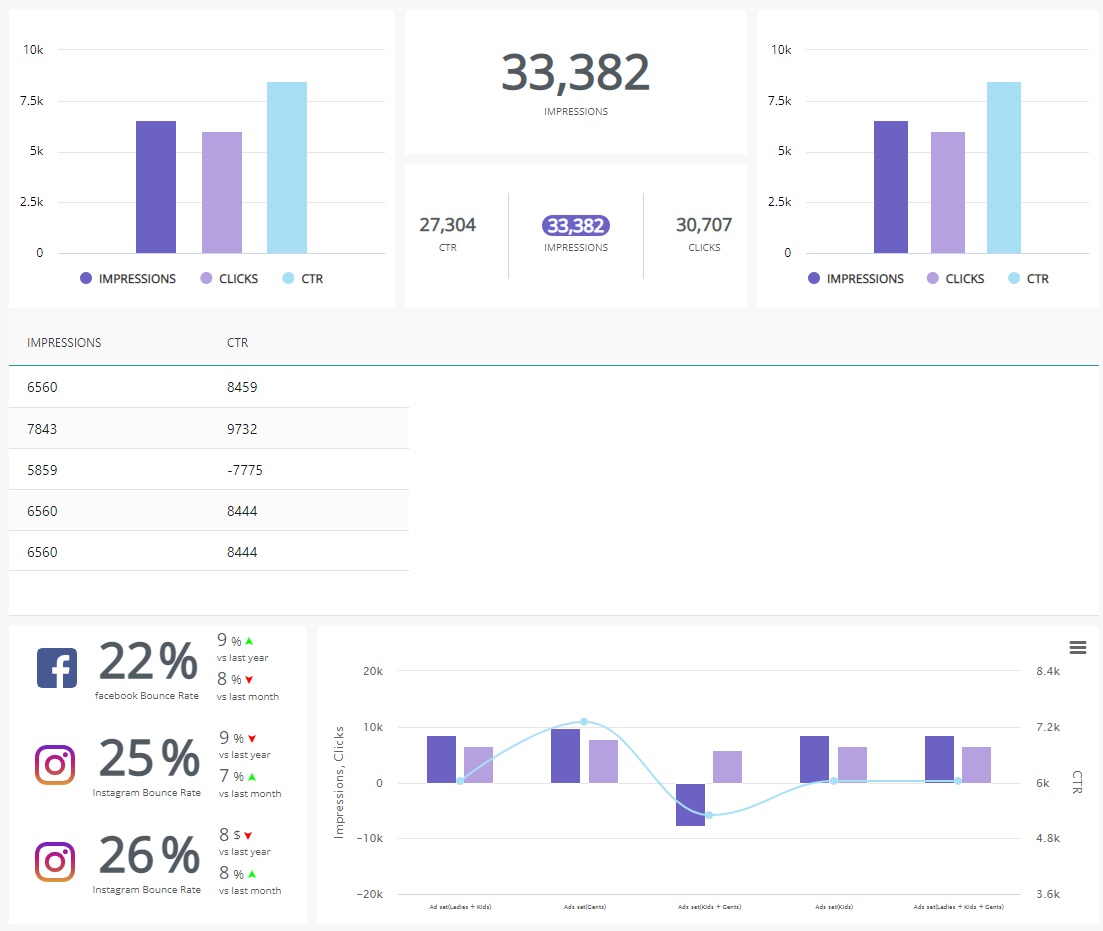 10k
7.5k
5k
2.5k
0
IMPRESSIONS CLICKS CTR
33,382
IMPRESSIONS
27,304 33,382 30,707
CTR IMPRESSIONS CLICKS
10k
7.5k
5k
2.5k
0
IMPRESSIONS CLICKS CTR
IMPRESSIONS CTR
6560 8459
7843 9732
5859 -7775
6560 8444
6560 8444
22%
facebook Bounce Rate
9 %
vs last year
8 %
vs last month
25%
Instagram Bounce Rate
9 %
vs last year
7 %
vs last month
26%
Instagram Bounce Rate
8 $
vs last year
8 %
vs last month
Impressions, Clicks
20k
10k
0
−10k
−20k
8.4k
7.2k
6k
4.8k
3.6k
CTR
Ad set(Ladies + Kids) Ads set(Gents) Ads set(Kids + Gents) Ads set(Kids) Ads set(Ladies + Kids + Gents)